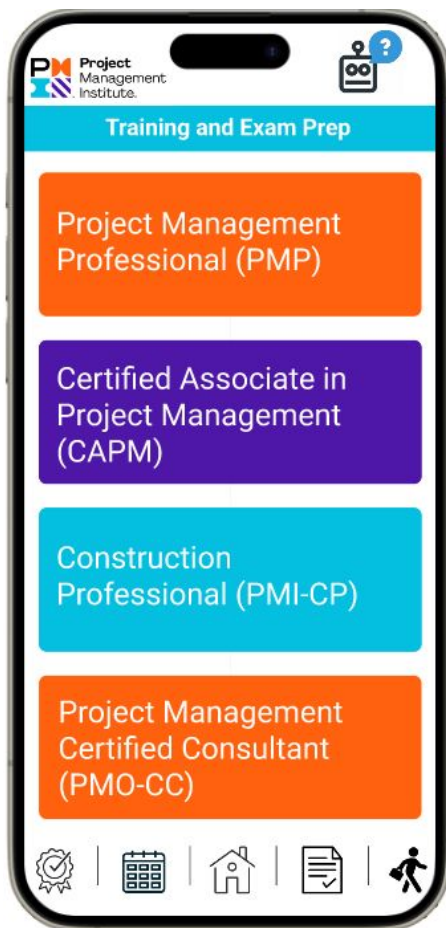 PM
Project
Management
Institute.
?
Training and Exam Prep
Project Management
Professional (PMP)
Certified Associate in
Project Management
(CAPM)
Construction
Professional (PMI-CP)
Project Management
Certified Consultant
(PMO-CC)